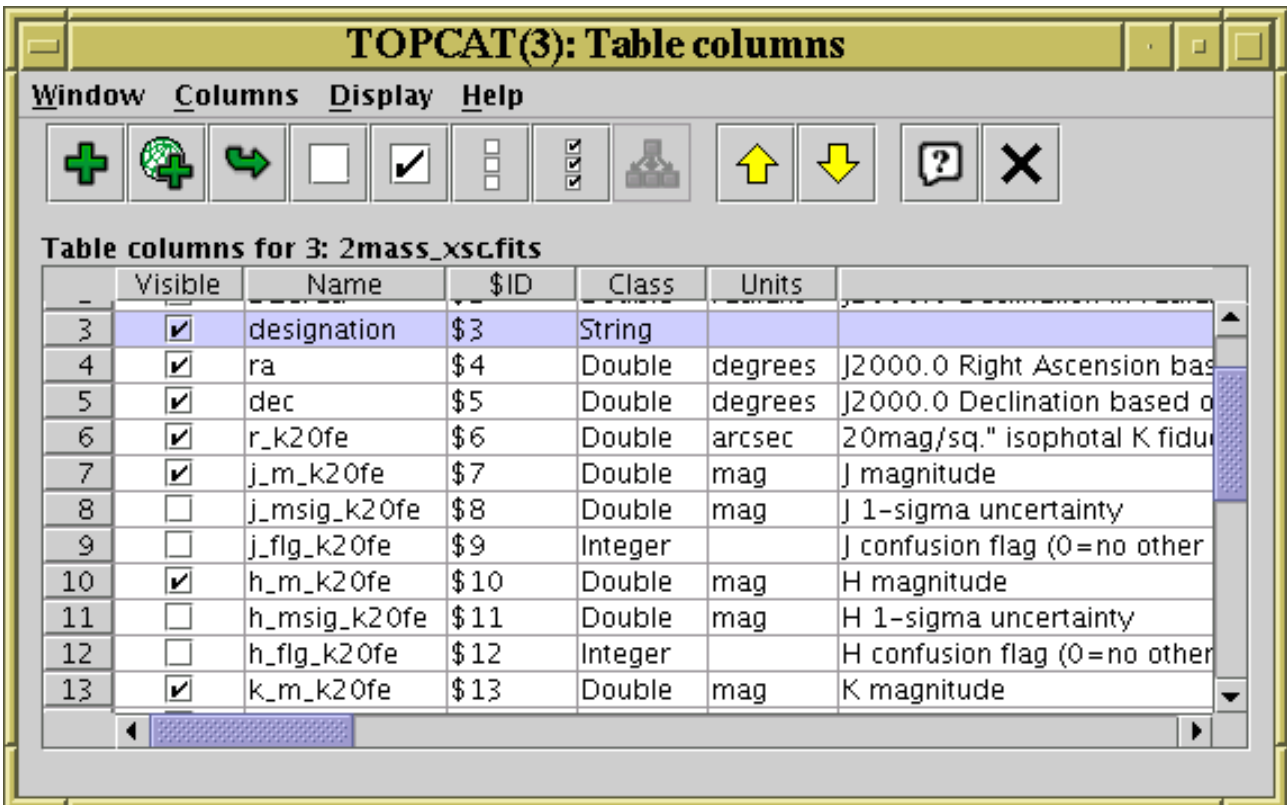 TOPCAT(3): Table columns
Window Columns Display Help
Table columns for 3: 2mass_xsc.fits
Visible Name $ID Class Units
3 designation $3 String
4 ra $4 Double degrees J2000.0 Right Ascension bas
5 dec $5 Double degrees J2000.0 Declination based o
6 r_k20fe $6 Double arcsec 20mag/sq." isophotal K fidu
7 j_m_k20fe $7 Double mag J magnitude
8 j_msig_k20fe $8 Double mag J 1-sigma uncertainty
9 j_flg_k20fe $9 Integer J confusion flag (0=no other
10 h_m_k20fe $10 Double mag H magnitude
11 h_msig_k20fe $11 Double mag H 1-sigma uncertainty
12 h_flg_k20fe $12 Integer H confusion flag (0=no other
13 k_m_k20fe $13 Double mag K magnitude